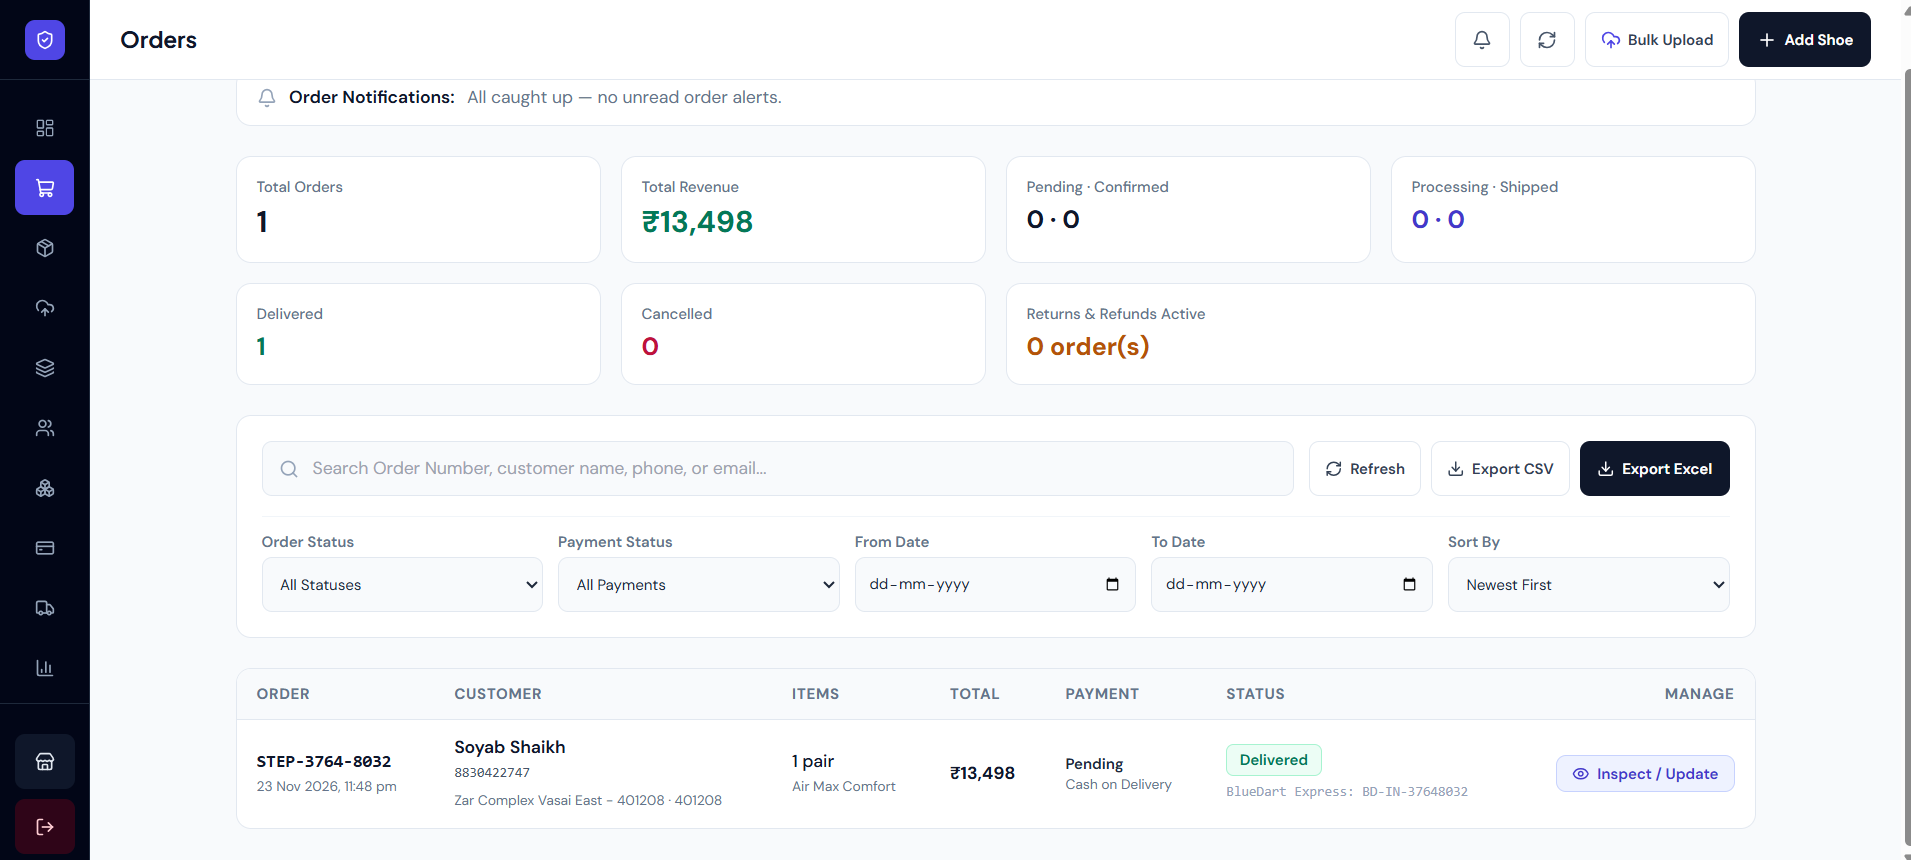 Orders
Bulk Upload
Add Shoe
Order Notifications: All caught up — no unread order alerts.
Total Orders
1
Total Revenue
₹13,498
Pending · Confirmed
0 · 0
Processing · Shipped
0 · 0
Delivered
1
Cancelled
0
Returns & Refunds Active
0 order(s)
Search Order Number, customer name, phone, or email...
Refresh
Export CSV
Export Excel
Order Status
Payment Status
From Date
To Date
Sort By
All Statuses
All Payments
dd-mm-yyyy
dd-mm-yyyy
Newest First
ORDER CUSTOMER ITEMS TOTAL PAYMENT STATUS MANAGE
STEP-3764-8032
23 Nov 2026, 11:48 pm
Soyab Shaikh
8830422747
Zar Complex Vasai East - 401208 · 401208
1 pair
Air Max Comfort
₹13,498
Pending
Cash on Delivery
Delivered
BlueDart Express: BD-IN-37648032
Inspect / Update